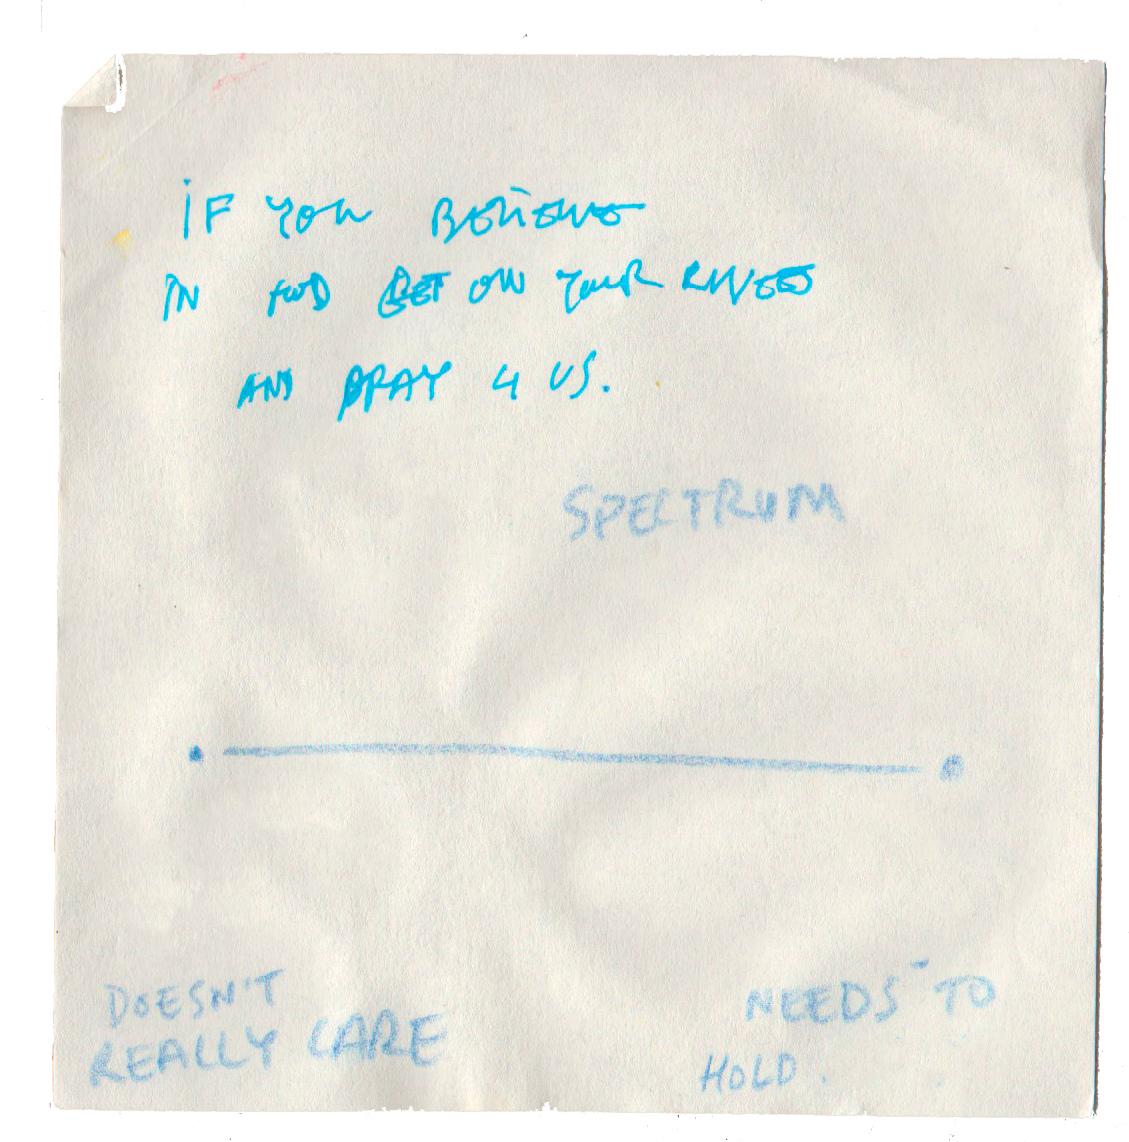 IF YOU BELIEVE
IN GOD GET ON YOUR KNEES
AND PRAY 4 US.
SPECTRUM
DOESN'T
REALLY CARE
NEEDS TO
HOLD.